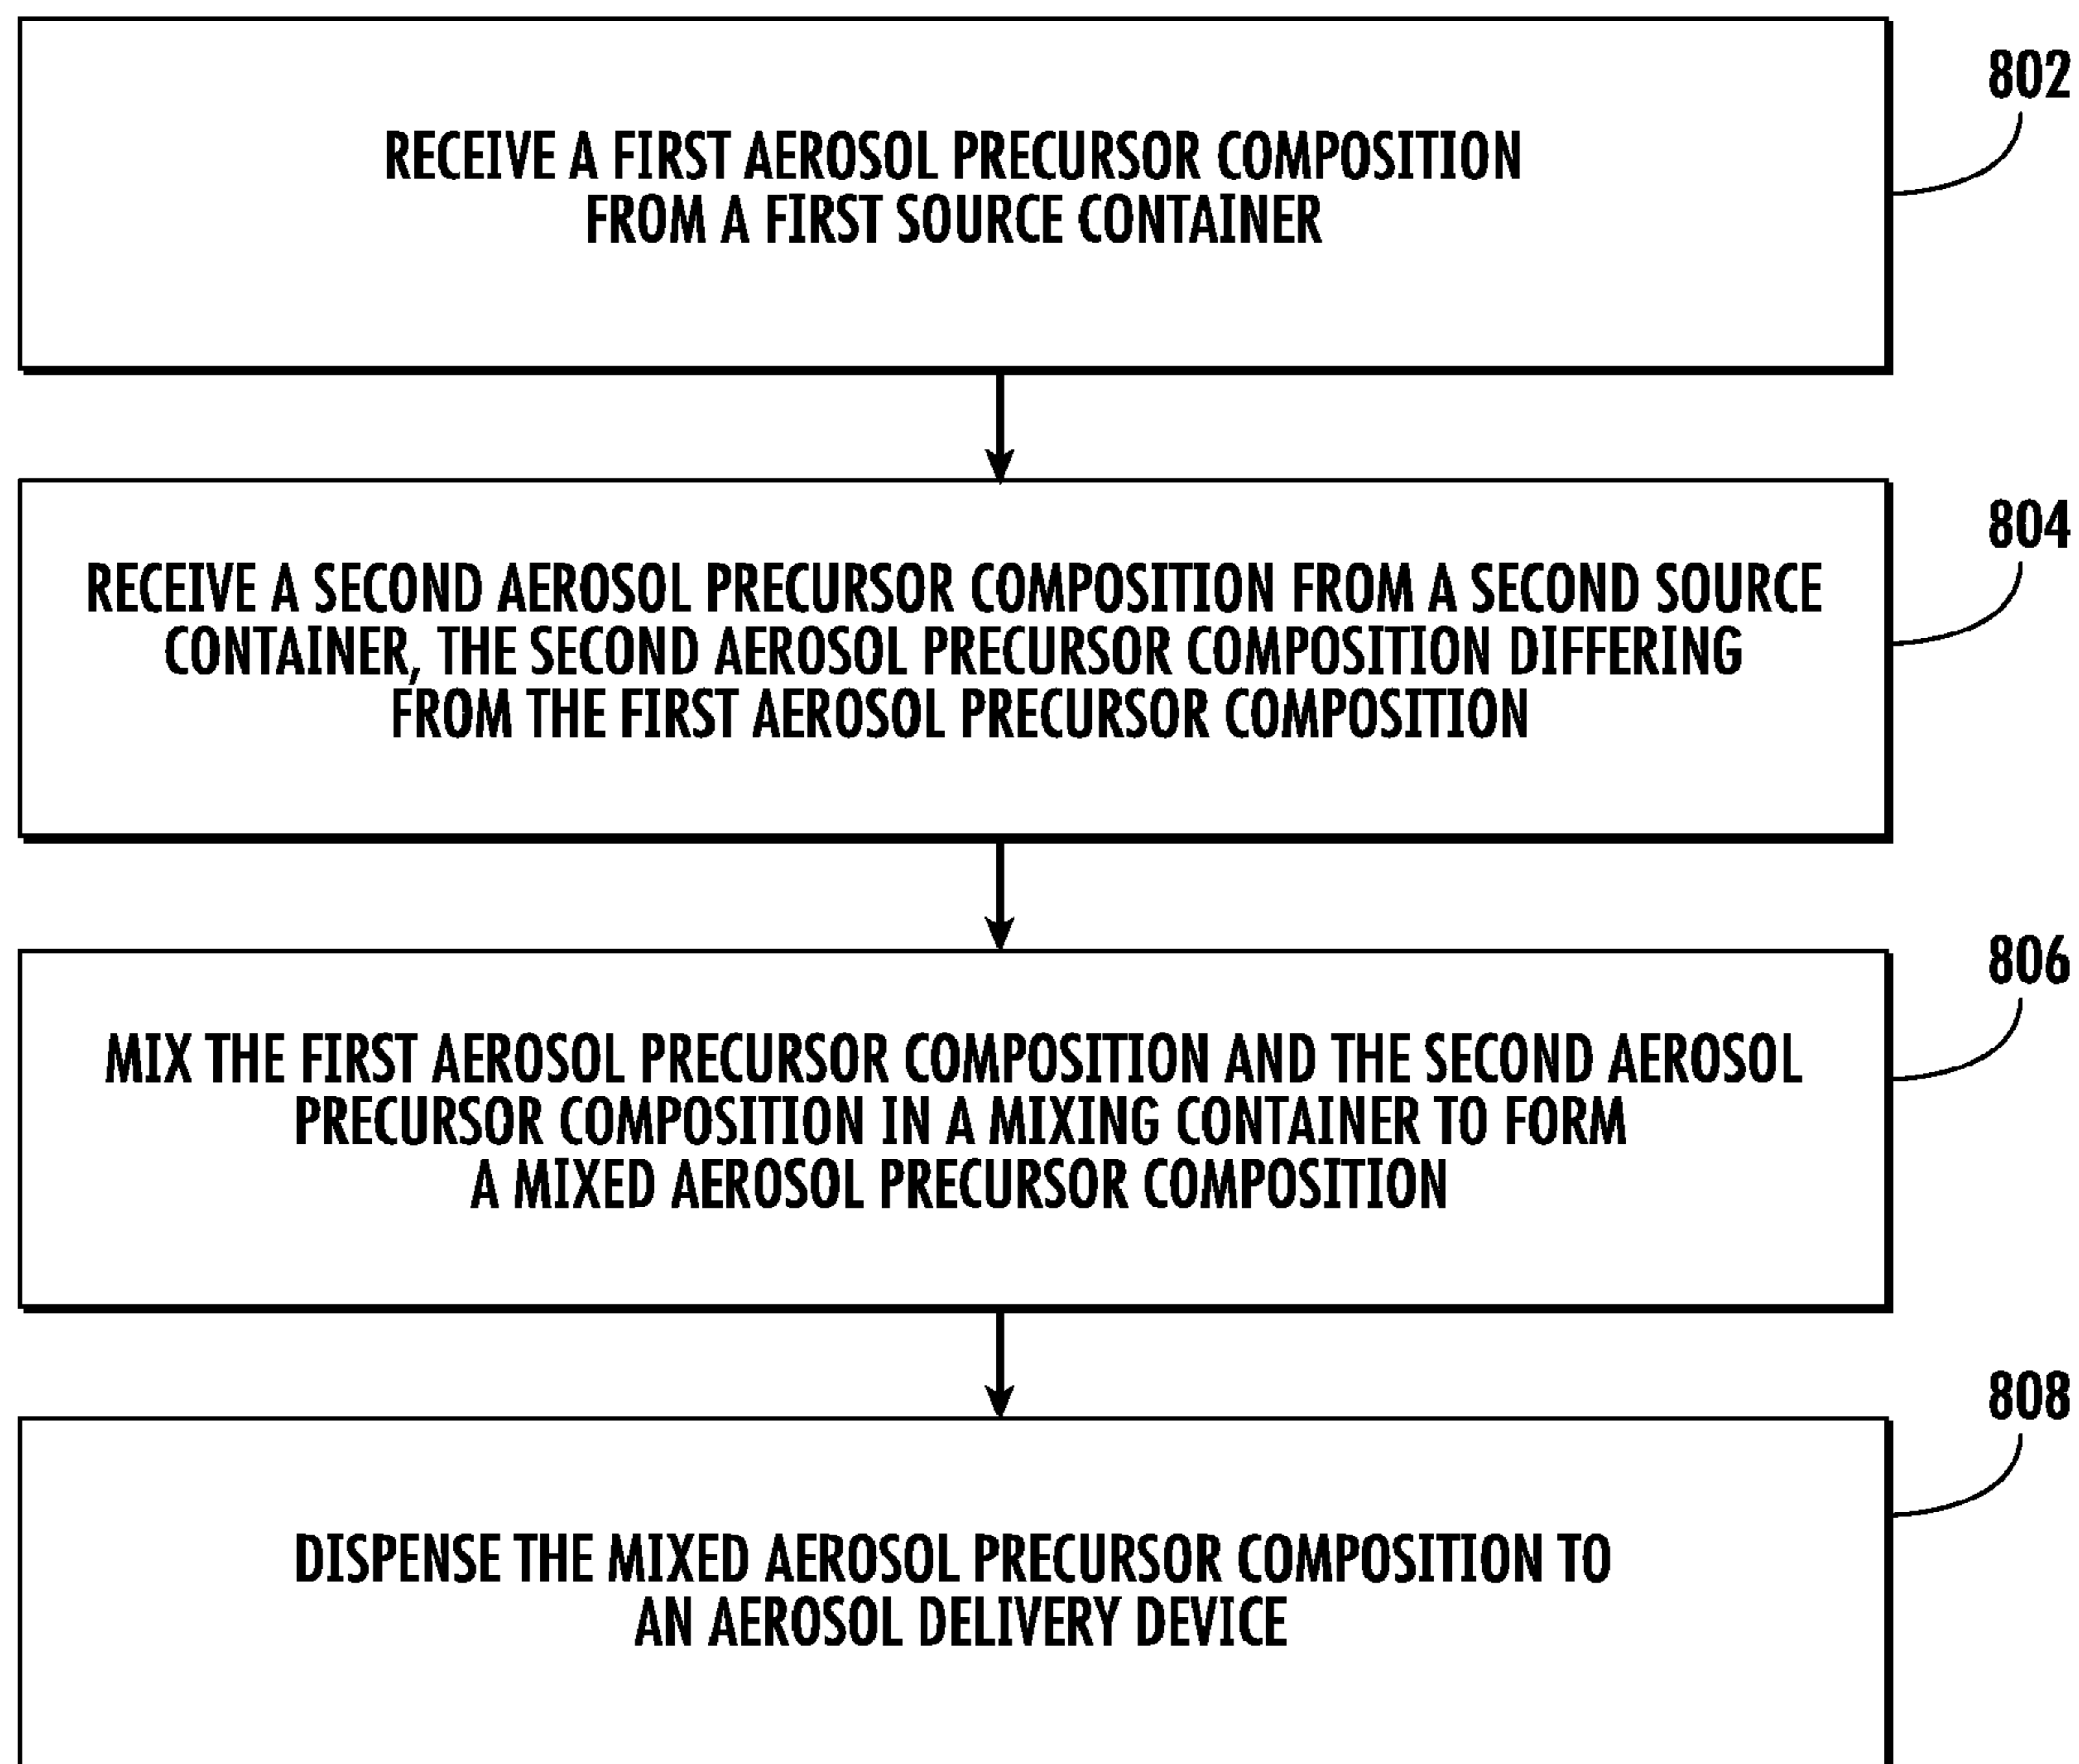 802
RECEIVE A FIRST AEROSOL PRECURSOR COMPOSITION
FROM A FIRST SOURCE CONTAINER
804
RECEIVE A SECOND AEROSOL PRECURSOR COMPOSITION FROM A SECOND SOURCE
CONTAINER, THE SECOND AEROSOL PRECURSOR COMPOSITION DIFFERING
FROM THE FIRST AEROSOL PRECURSOR COMPOSITION
806
MIX THE FIRST AEROSOL PRECURSOR COMPOSITION AND THE SECOND AEROSOL
PRECURSOR COMPOSITION IN A MIXING CONTAINER TO FORM
A MIXED AEROSOL PRECURSOR COMPOSITION
808
DISPENSE THE MIXED AEROSOL PRECURSOR COMPOSITION TO
AN AEROSOL DELIVERY DEVICE